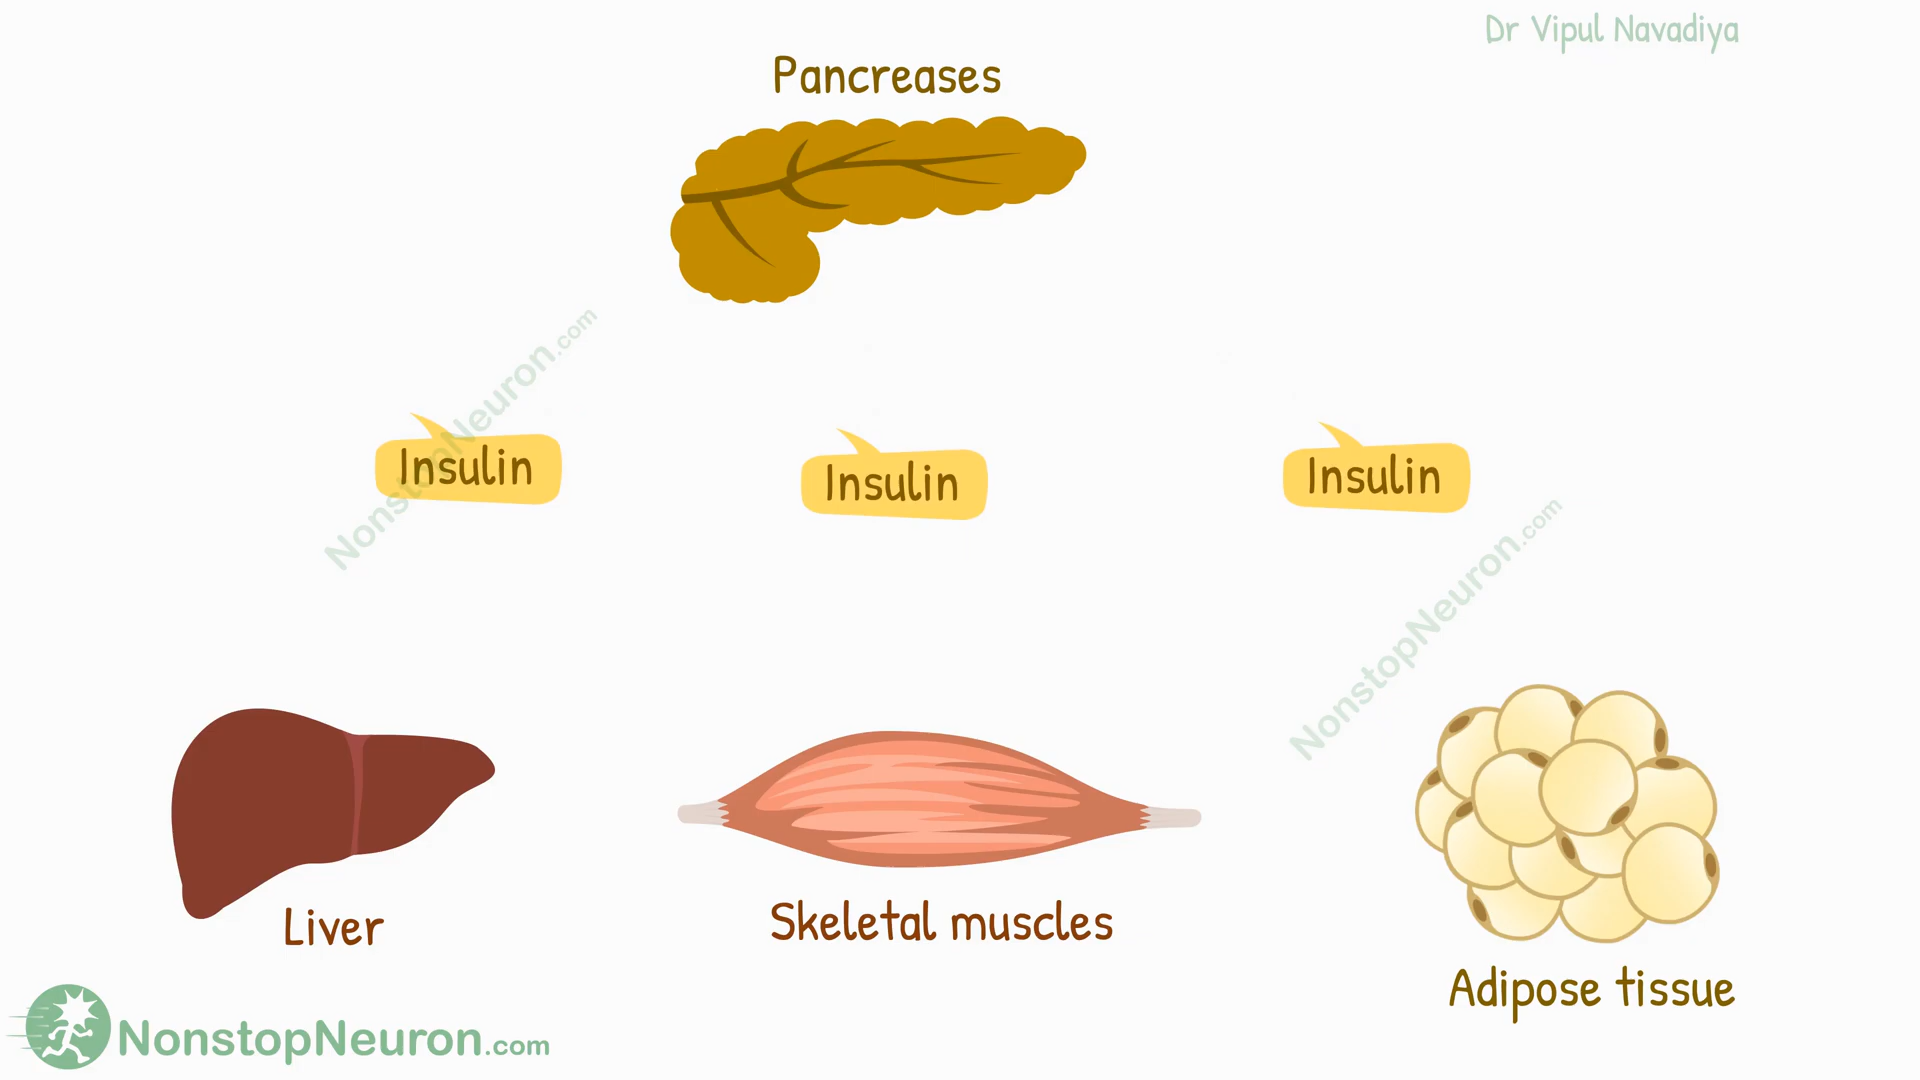 Dr Vipul Navadiya
Pancreases
NonstopNeuron.com
Insulin
Insulin
Insulin
NonstopNeuron.com
Liver
Skeletal muscles
Adipose tissue
NonstopNeuron.com